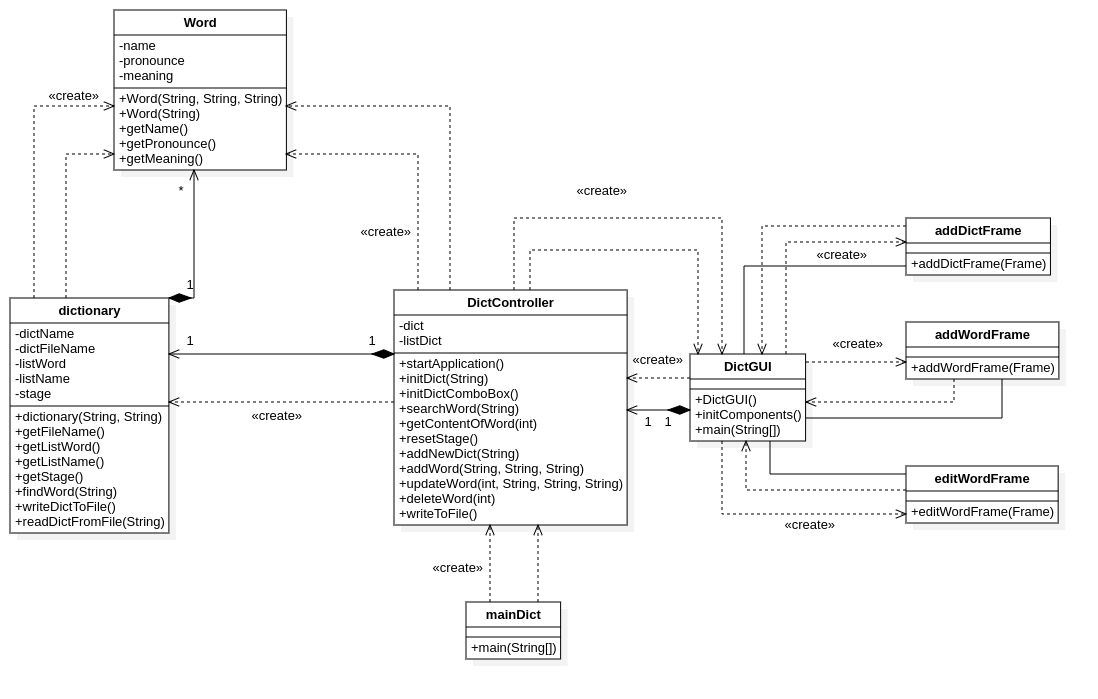 Word
-name
-pronounce
-meaning
+Word(String, String, String)
+Word(String)
+getName()
+getPronounce()
+getMeaning()
«create»
*
1
«create»
«create»
dictionary
-dictName
-dictFileName
-listWord
-listName
-stage
+dictionary(String, String)
+getFileName()
+getListWord()
+getListName()
+getStage()
+findWord(String)
+writeDictToFile()
+readDictFromFile(String)
1
1
«create»
DictController
-dict
-listDict
+startApplication()
+initDict(String)
+initDictComboBox()
+searchWord(String)
+getContentOfWord(int)
+resetStage()
+addNewDict(String)
+addWord(String, String, String)
+updateWord(int, String, String, String)
+deleteWord(int)
+writeToFile()
«create»
1
1
DictGUI
+DictGUI()
+initComponents()
+main(String[])
«create»
addDictFrame
+addDictFrame(Frame)
«create»
addWordFrame
+addWordFrame(Frame)
editWordFrame
+editWordFrame(Frame)
«create»
«create»
mainDict
+main(String[])